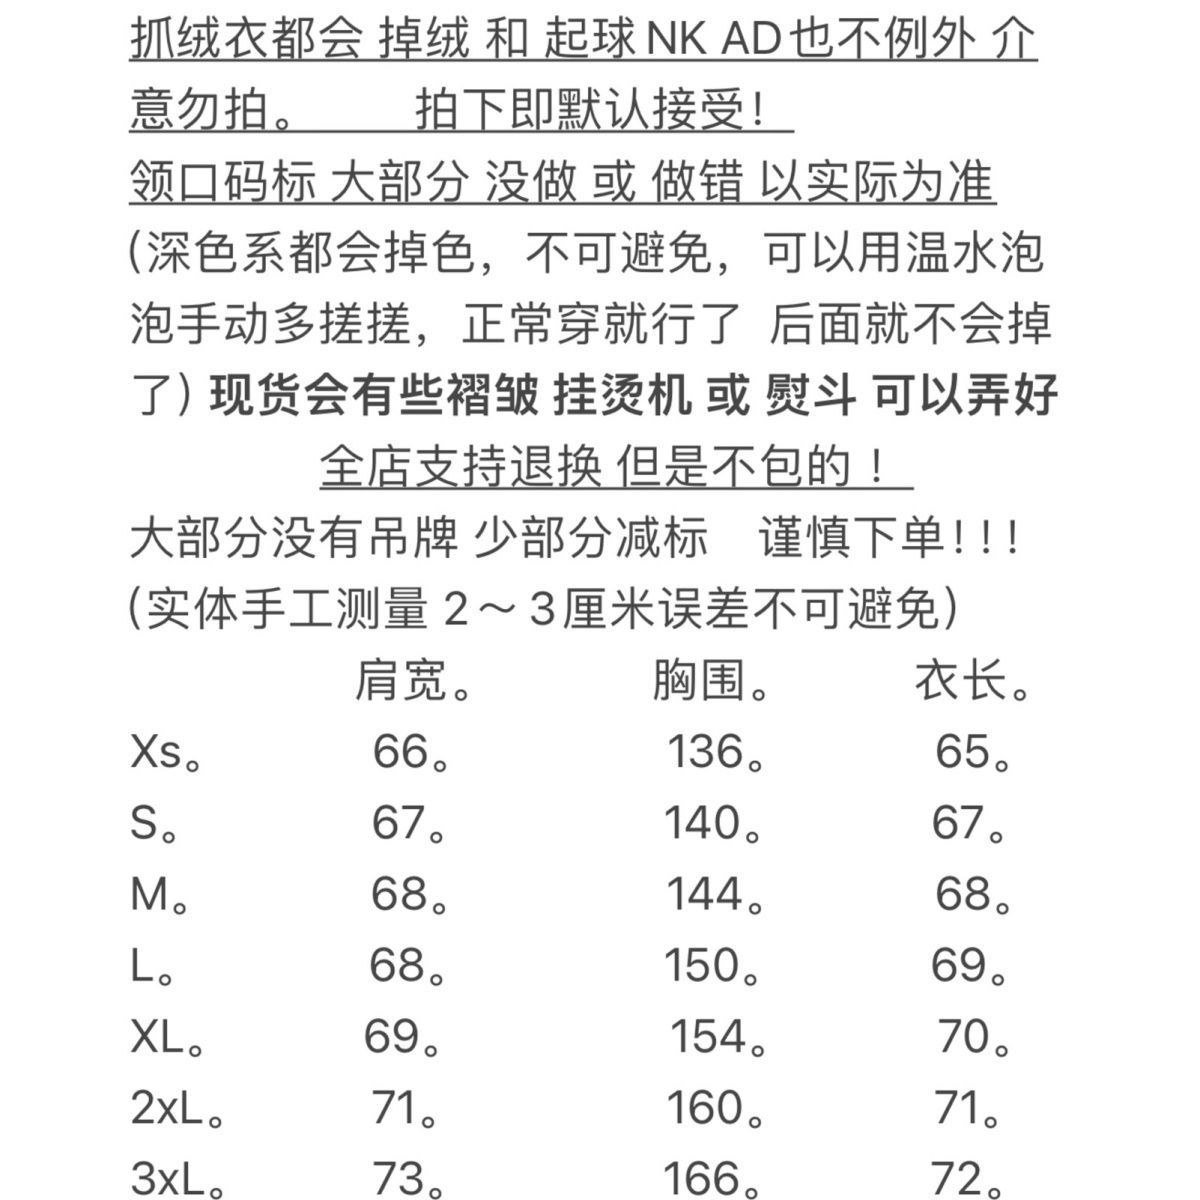 抓绒衣都会 掉绒 和 起球NK AD也不例外 介
意勿拍。 拍下即默认接受！
领口码标 大部分 没做 或 做错 以实际为准
(深色系都会掉色，不可避免，可以用温水泡
泡手动多搓搓，正常穿就行了 后面就不会掉
了) 现货会有些褶皱 挂烫机 或 熨斗 可以弄好
全店支持退换 但是不包的 ！
大部分没有吊牌 少部分减标 谨慎下单！！！
(实体手工测量 2～3厘米误差不可避免)
肩宽。 胸围。 衣长。
Xs。 66。 136。 65。
S。 67。 140。 67。
M。 68。 144。 68。
L。 68。 150。 69。
XL。 69。 154。 70。
2xL。 71。 160。 71。
3xL。 73。 166。 72。